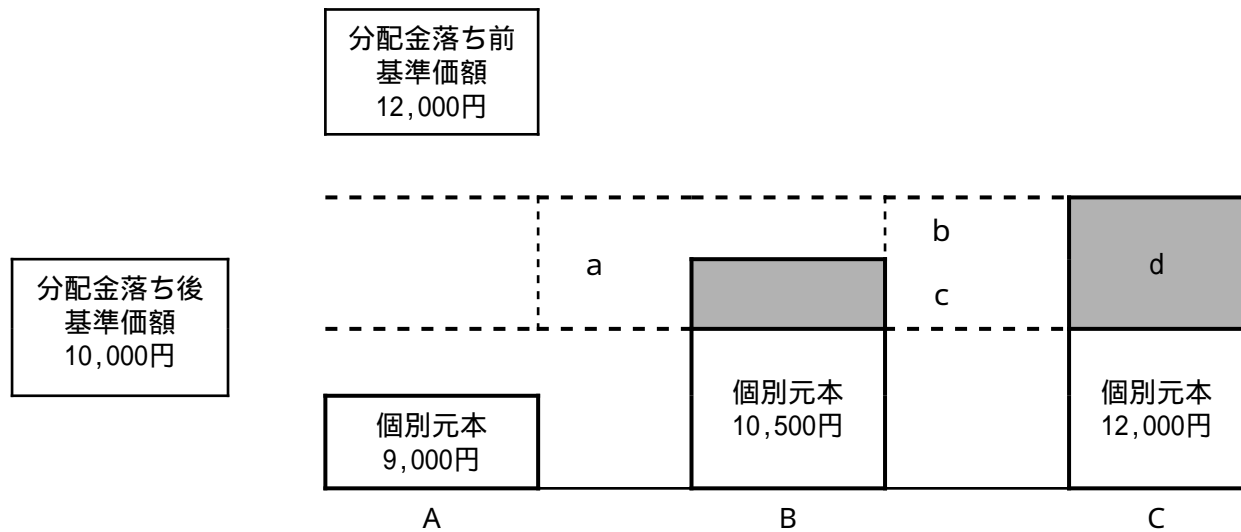 分配金落ち前
基準価額
12,000円
分配金落ち後
基準価額
10,000円
a
b
c
d
個別元本
9,000円
個別元本
10,500円
個別元本
12,000円
A
B
C